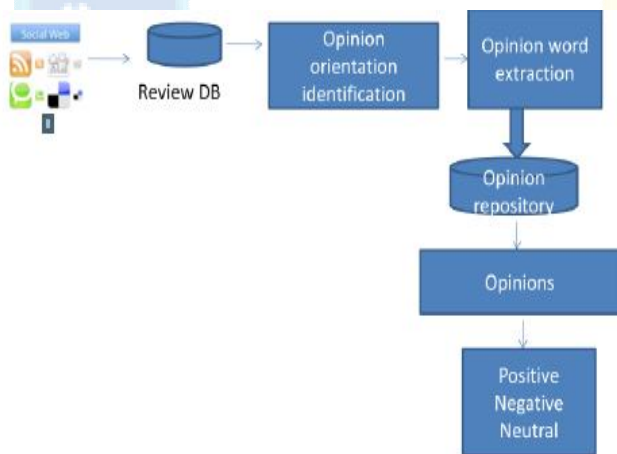 Social Web
Review DB
Opinion
orientation
identification
Opinion word
extraction
Opinion
repository
Opinions
Positive
Negative
Neutral